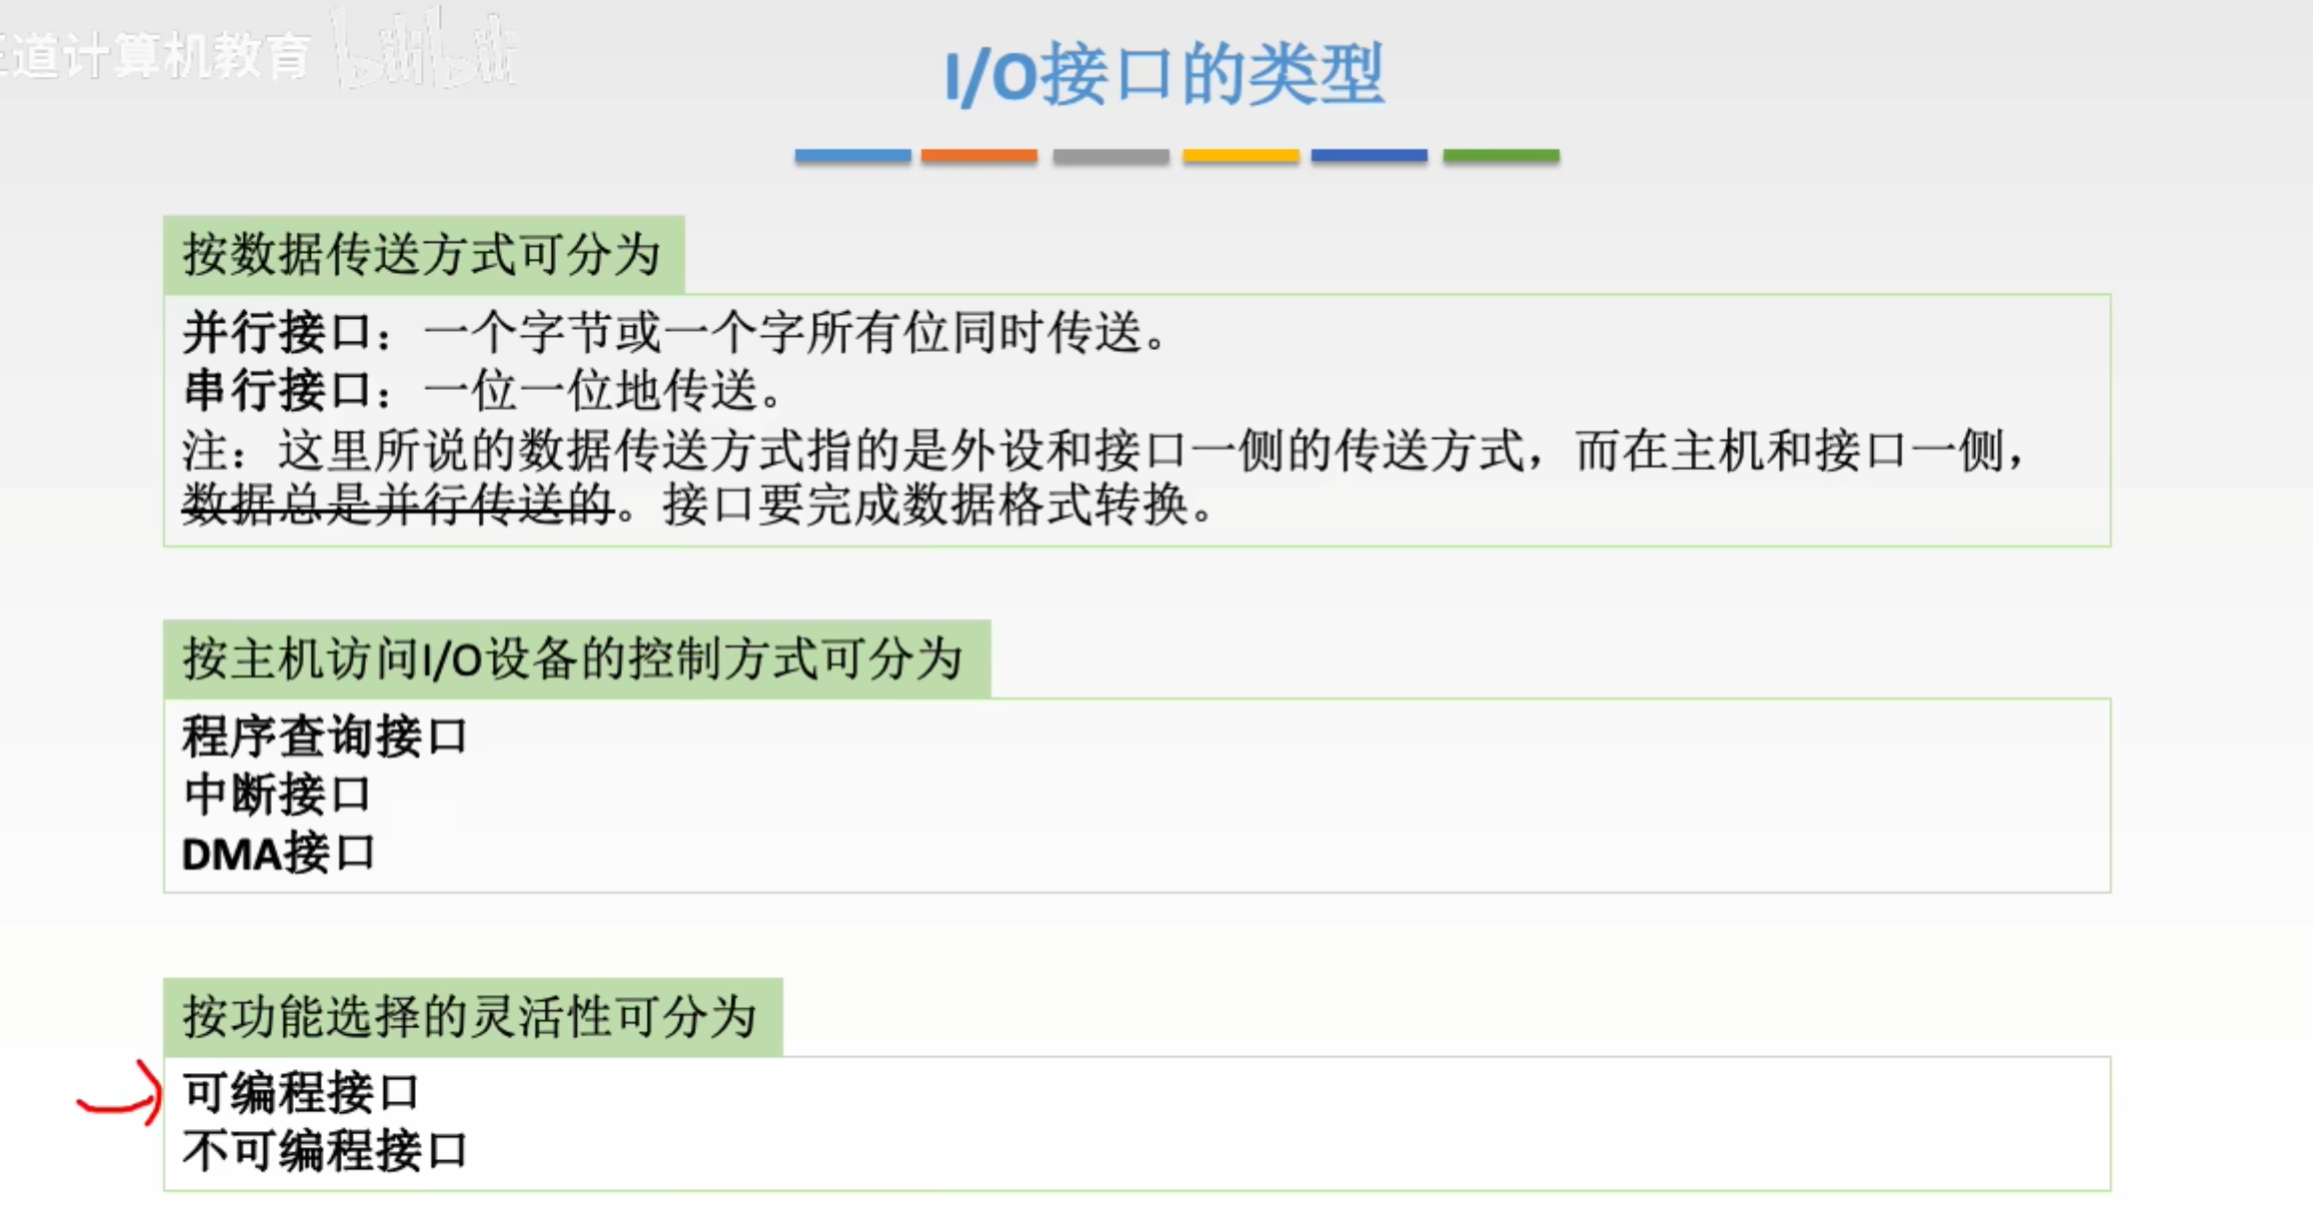 道计算机教育 bilibili
I/O接口的类型
按数据传送方式可分为
并行接口：一个字节或一个字所有位同时传送。
串行接口：一位一位地传送。
注：这里所说的数据传送方式指的是外设和接口一侧的传送方式，而在主机和接口一侧，
数据总是并行传送的。接口要完成数据格式转换。
按主机访问I/O设备的控制方式可分为
程序查询接口
中断接口
DMA接口
按功能选择的灵活性可分为
可编程接口
不可编程接口